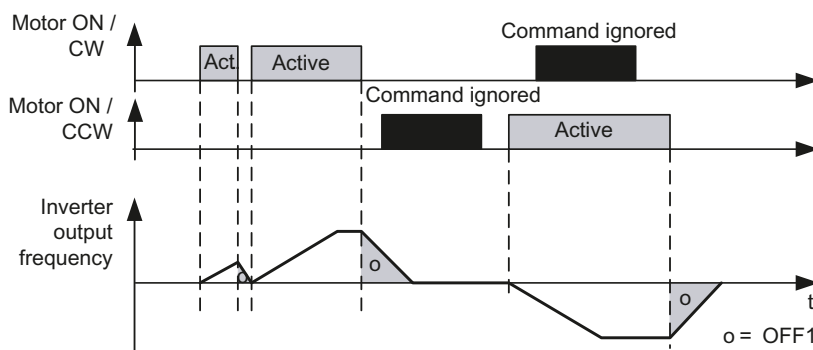 Motor ON /
CW
Act.
Active
Command ignored
Motor ON /
CCW
Command ignored
Active
Inverter
output
frequency
o
o
o
t
o = OFF1